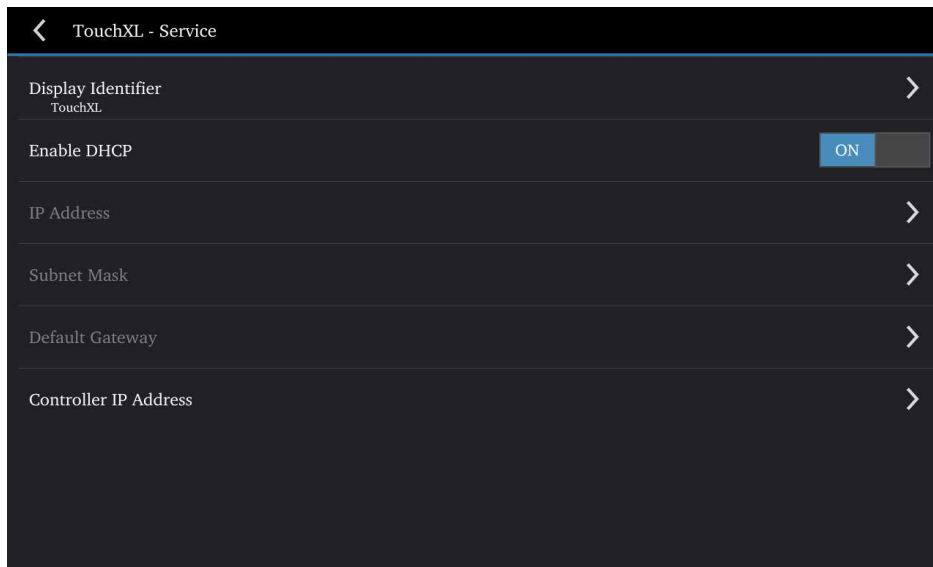 TouchXL - Service
Display Identifier
TouchXL
Enable DHCP
ON
IP Address
Subnet Mask
Default Gateway
Controller IP Address